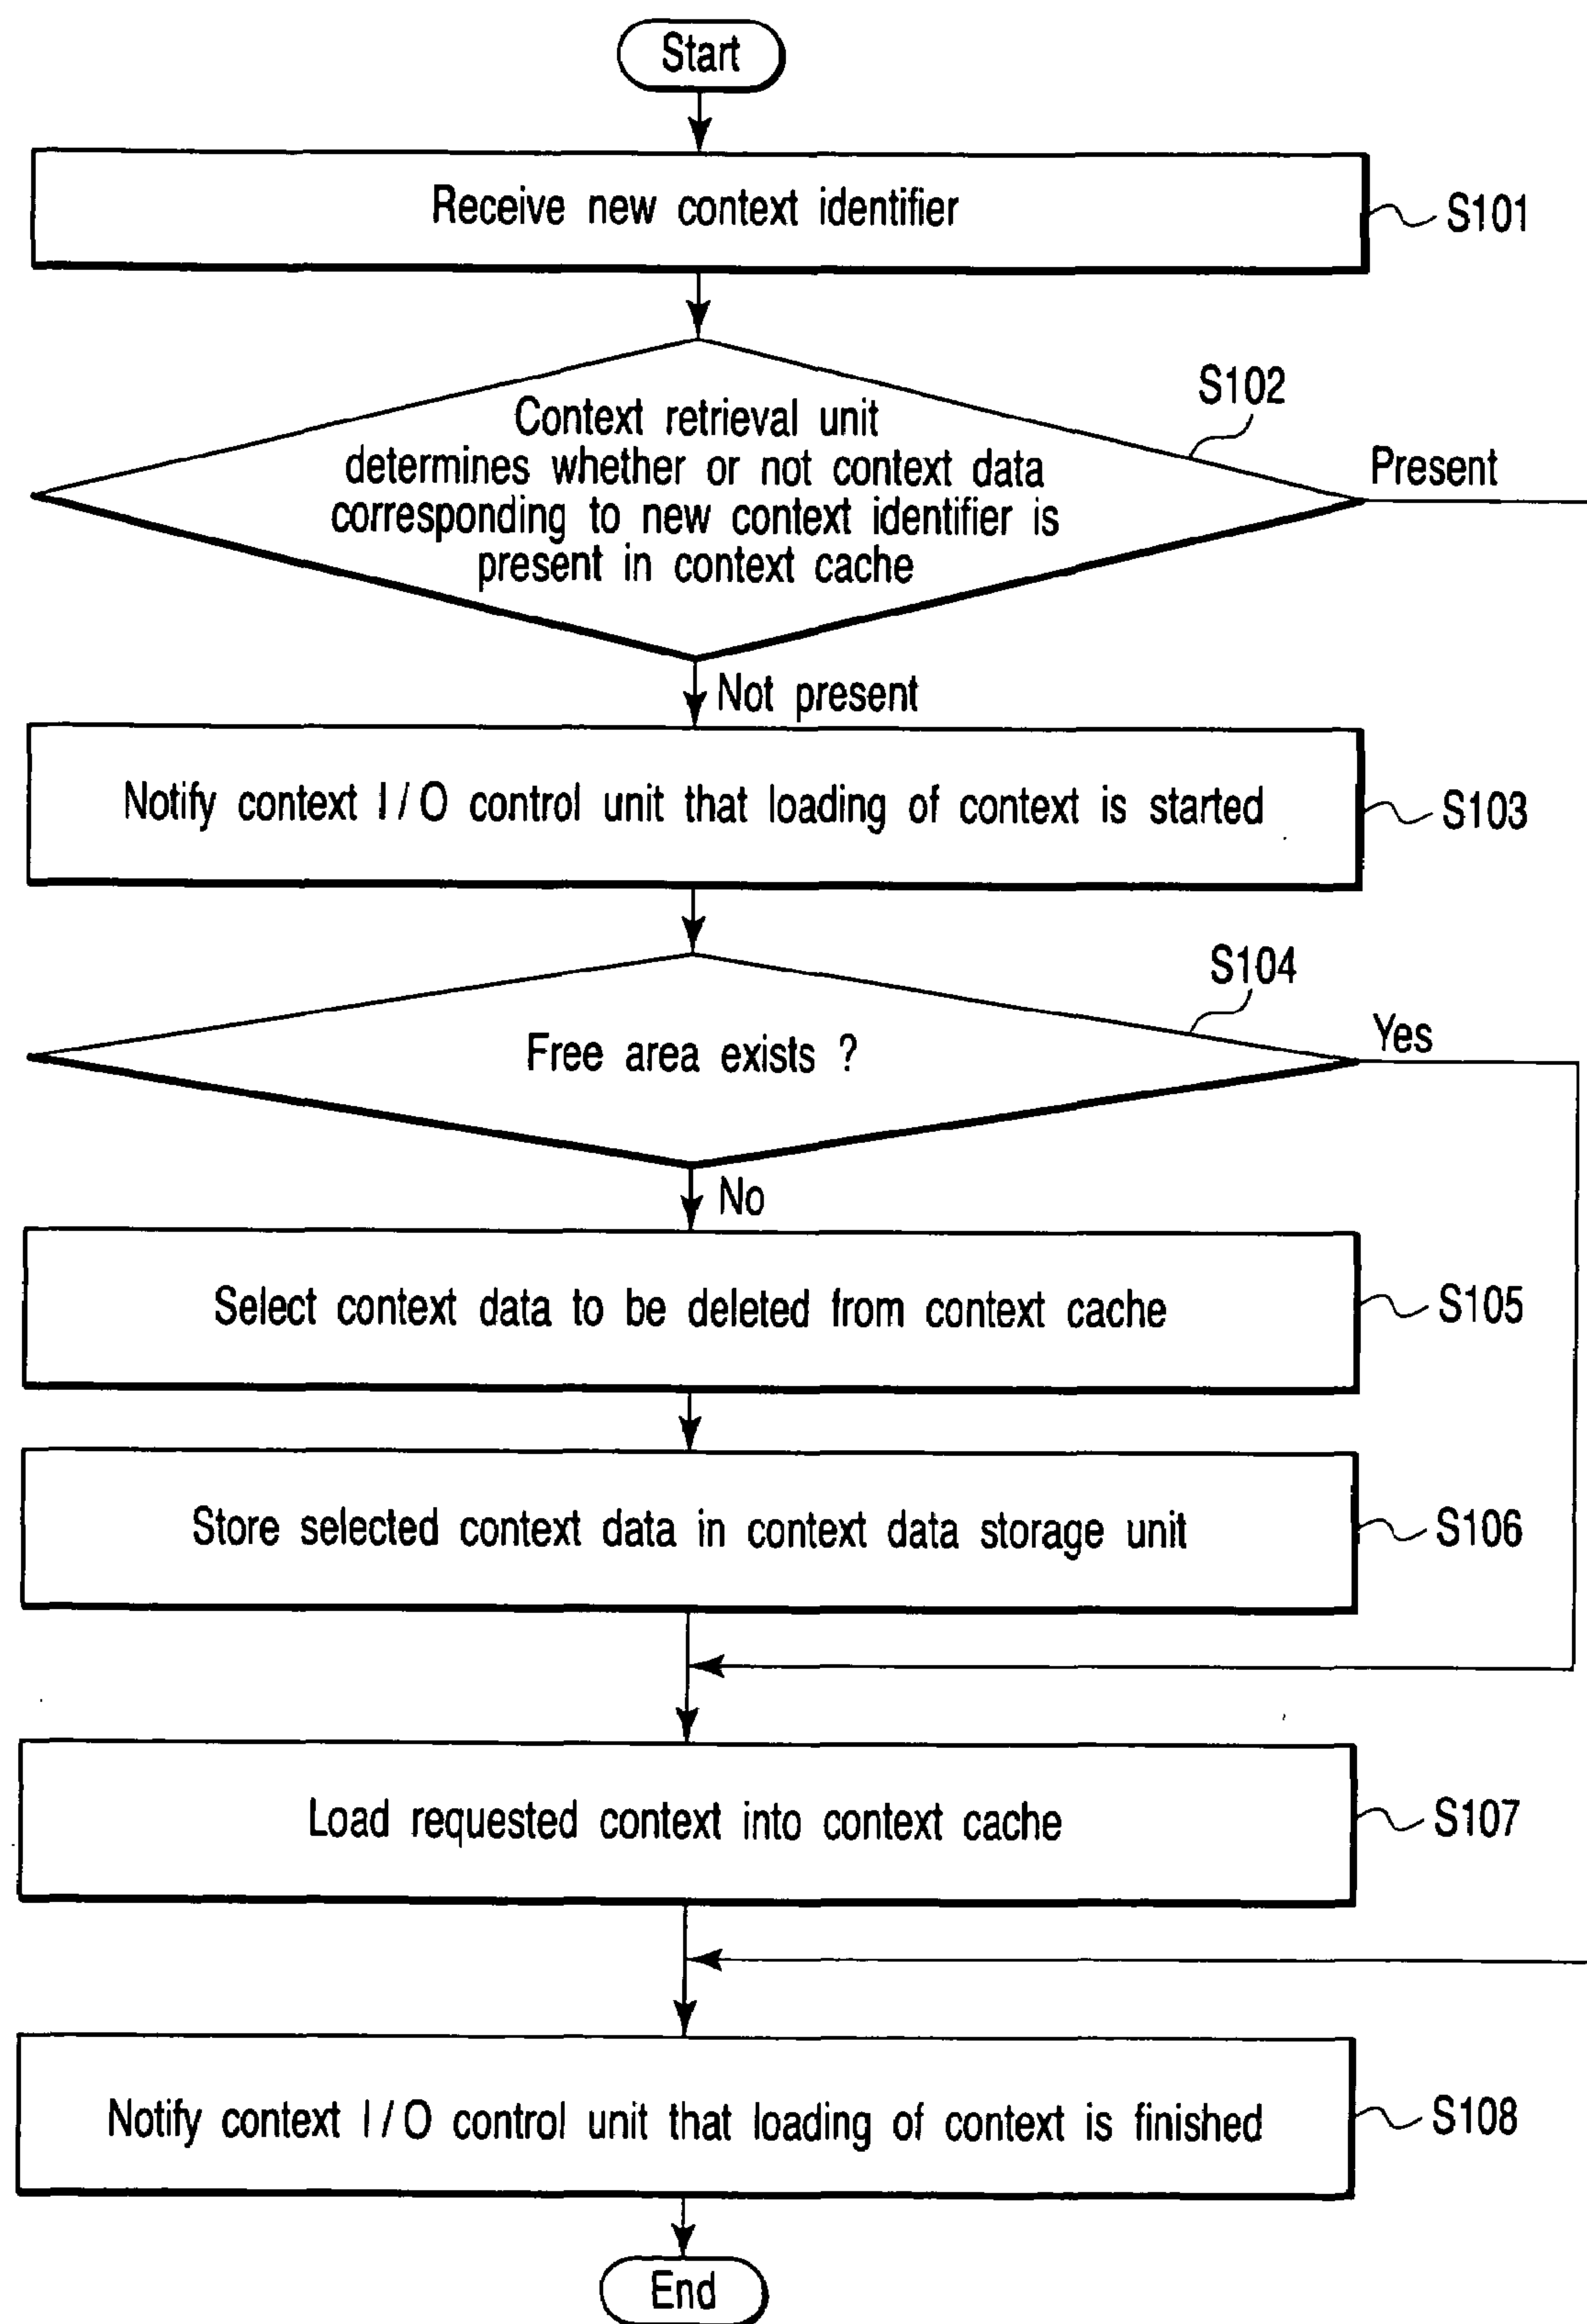 Start
Receive new context identifier
S101
S102
Context retrieval unit
determines whether or not context data
corresponding to new context identifier is
present in context cache
Present
Not present
Notify context I/O control unit that loading of context is started
S103
S104
Free area exists ?
Yes
No
Select context data to be deleted from context cache
S105
Store selected context data in context data storage unit
S106
Load requested context into context cache
S107
Notify context I/O control unit that loading of context is finished
S108
End